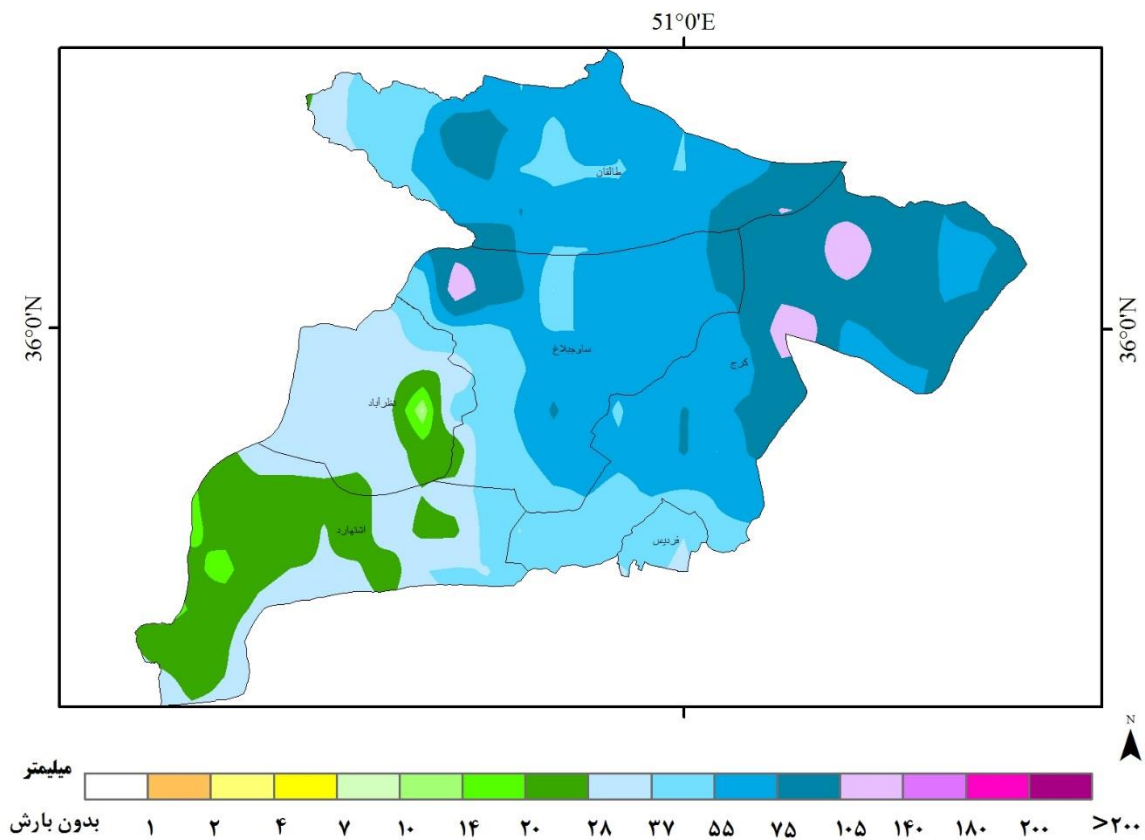 51°0'E
36°0'N
36°0'N
طالقان
ساوجبلاغ
کرج
نظرآباد
اشتهارد
فردیس
N
میلیمتر
بدون بارش ۱ ۲ ۴ ۷ ۱۰ ۱۴ ۲۰ ۲۸ ۳۷ ۵۵ ۷۵ ۱۰۵ ۱۴۰ ۱۸۰ ۲۰۰ >۲۰۰